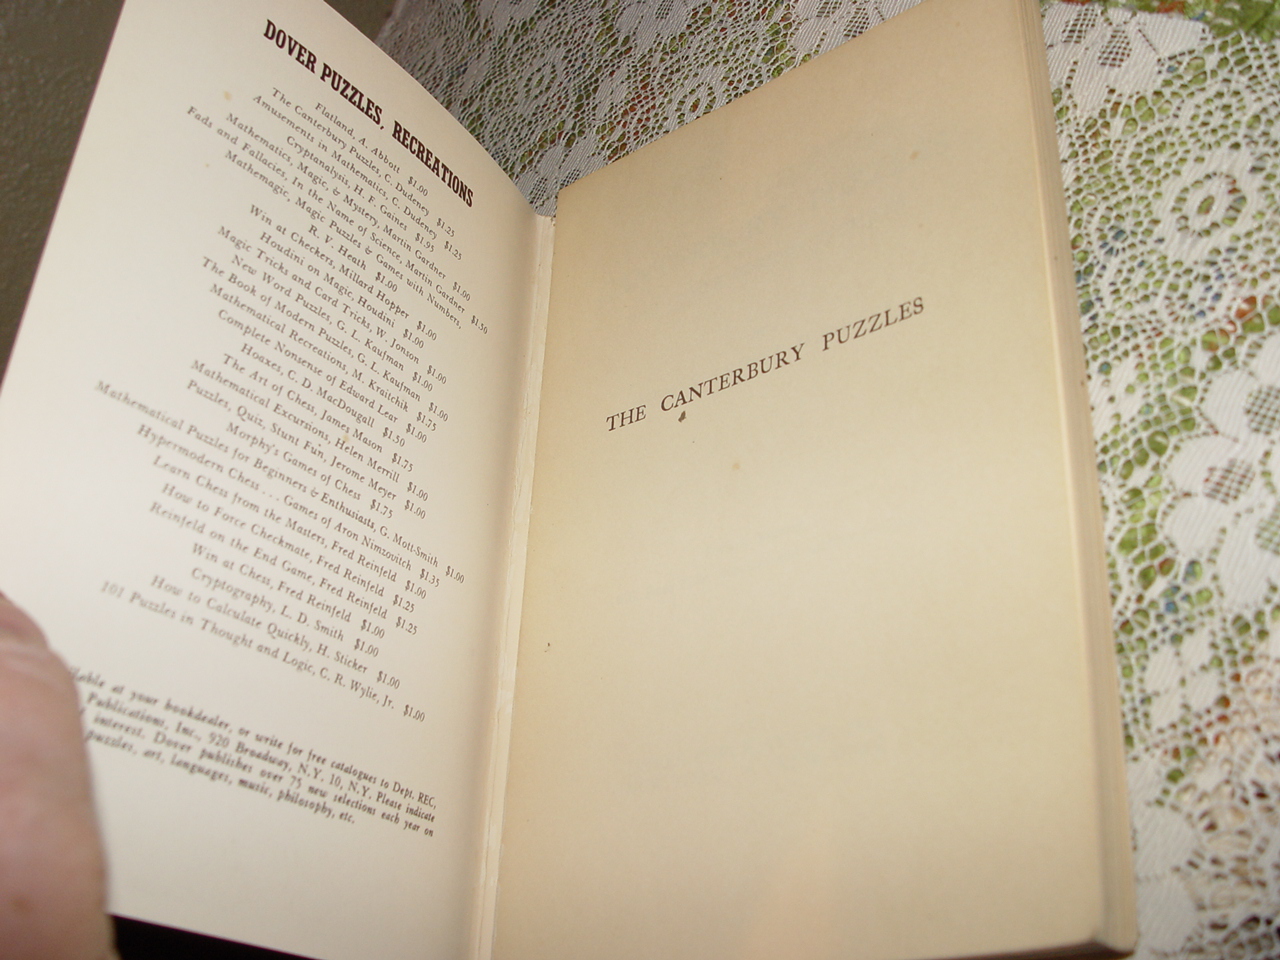 DOVER PUZZLES, RECREATIONS
Flatland, A. Abbott $1.00
The Canterbury Puzzles, C. Dudeney $1.25
Amusements in Mathematics, C. Dudeney $1.25
Cryptanalysis, H. F. Gaines $1.95
Mathematics, Magic, & Mystery, Martin Gardner $1.00
Fads and Fallacies, In the Name of Science, Martin Gardner $1.50
Mathemagic, Magic Puzzles & Games with Numbers,
R. V. Heath $1.00
Win at Checkers, Millard Hopper $1.00
Houdini on Magic, Houdini $1.00
Magic Tricks and Card Tricks, W. Jonson $1.00
New Word Puzzles, G. L. Kaufman $1.00
The Book of Modern Puzzles, G. L. Kaufman $1.00
Mathematical Recreations, M. Kraitchik $1.75
Complete Nonsense of Edward Lear $1.00
Hoaxes, C. D. MacDougall $1.50
The Art of Chess, James Mason $1.75
Mathematical Excursions, Helen Merrill $1.00
Puzzles, Quiz, Stunt Fun, Jerome Meyer $1.00
Morphy's Games of Chess $1.75
Mathematical Puzzles for Beginners & Enthusiasts, G. Mott-Smith $1.00
Hypermodern Chess . . . Games of Aron Nimzovitch $1.35
Learn Chess from the Masters, Fred Reinfeld $1.00
How to Force Checkmate, Fred Reinfeld $1.25
Reinfeld on the End Game, Fred Reinfeld $1.25
Win at Chess, Fred Reinfeld $1.00
Cryptography, L. D. Smith $1.00
How to Calculate Quickly, H. Sticker $1.00
101 Puzzles in Thought and Logic, C. R. Wylie, Jr. $1.00
at your bookdealer, or write for free catalogues to Dept. REC,
Publications, Inc., 920 Broadway, N.Y. 10, N.Y. Please indicate
interest. Dover publishes over 75 new selections each year on
puzzles, art, languages, music, philosophy, etc.
THE CANTERBURY PUZZLES